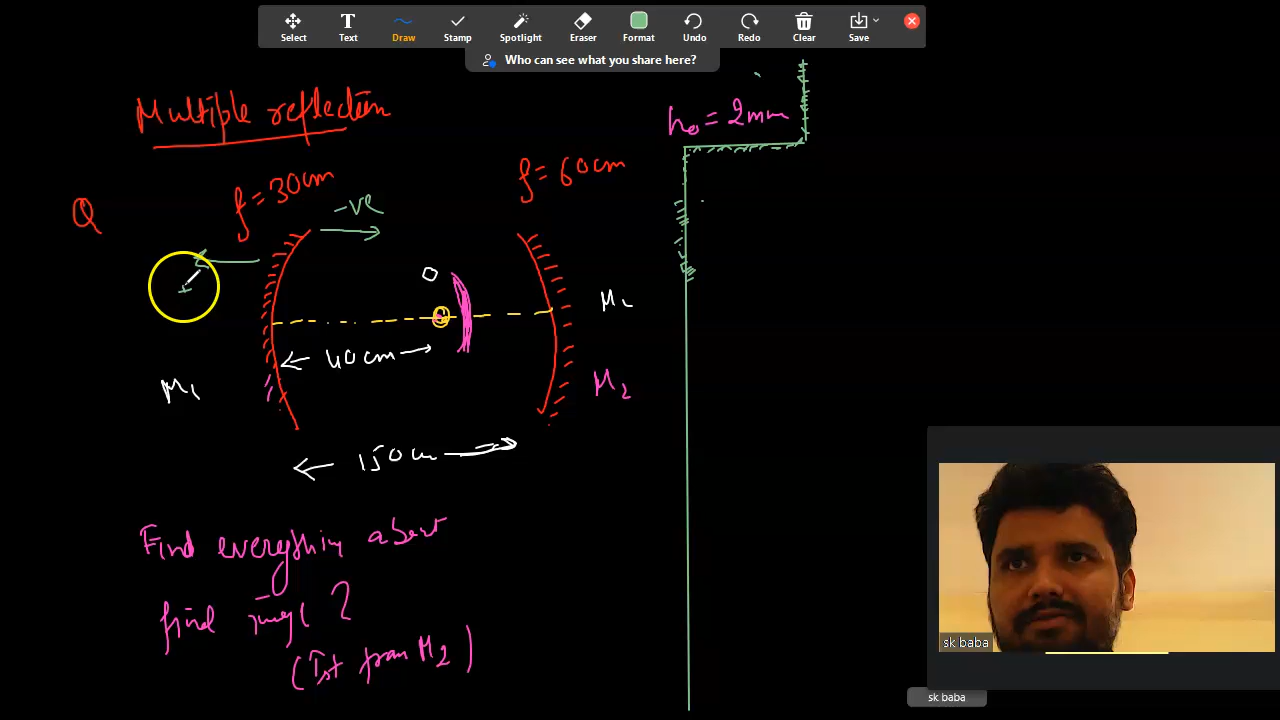 Select Text Draw Stamp Spotlight Eraser Format Undo Redo Clear Save
Who can see what you share here?
Multiple reflection
h₀ = 2mm
Q
f = 30cm
-ve
f = 60cm
+
O
M₁
M₁
40cm
M₂
150cm
Find everything about
find image ?
(Ist from M₂)
sk baba
sk baba